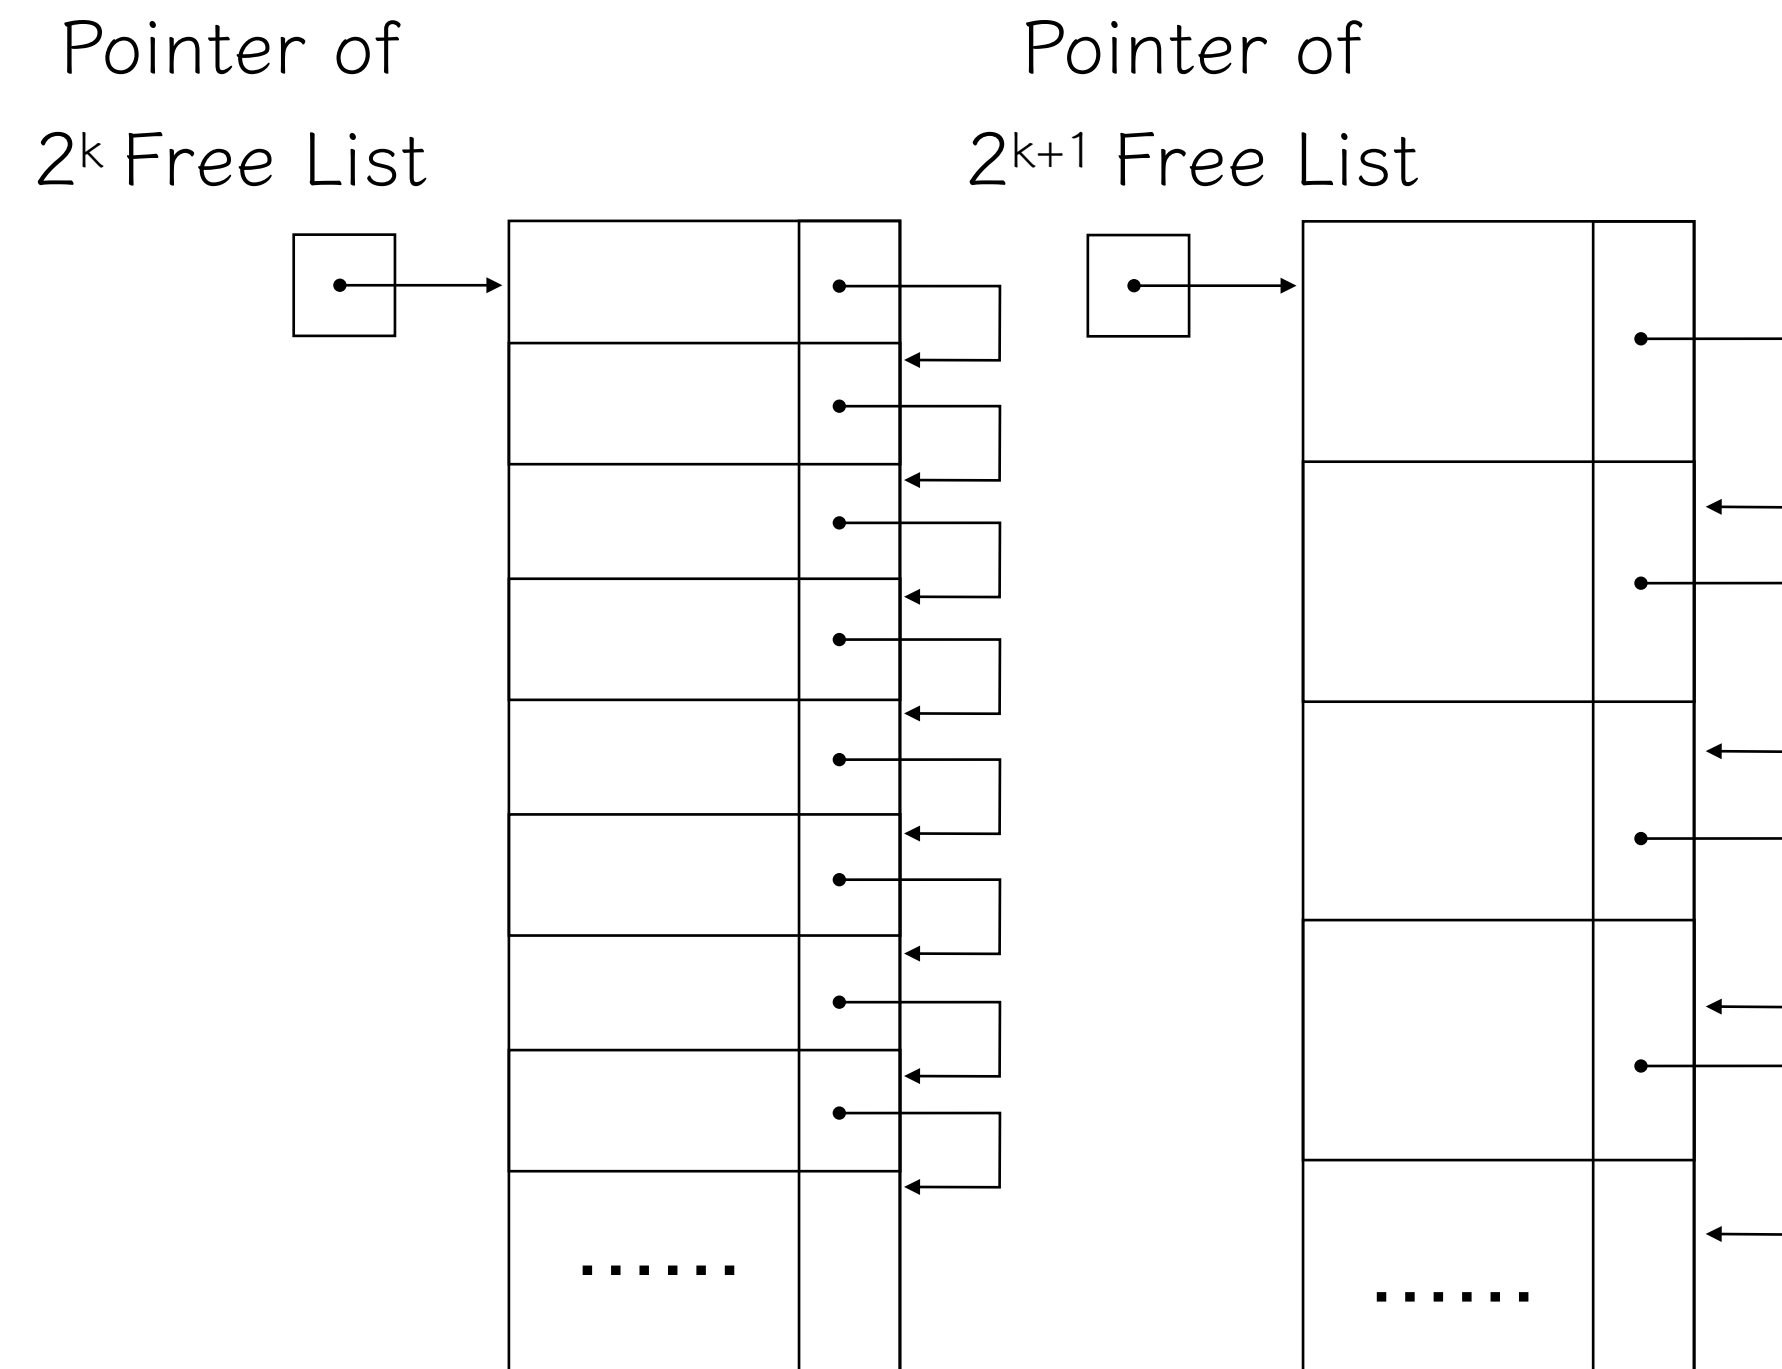 Pointer of
2ᵏ Free List
Pointer of
2ᵏ⁺¹ Free List
......
......